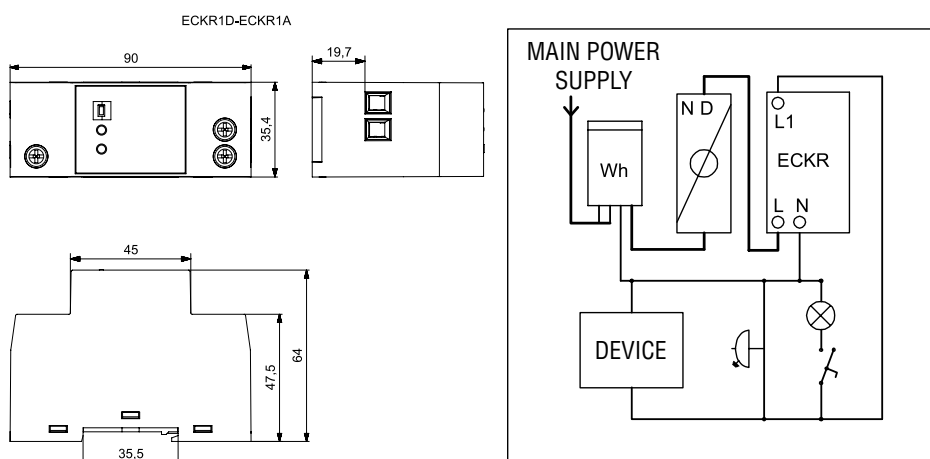 ECKR1D-ECKR1A
90
35,4
19,7
45
47,5
64
35,5
MAIN POWER
SUPPLY
Wh
N D
L1
ECKR
L N
DEVICE